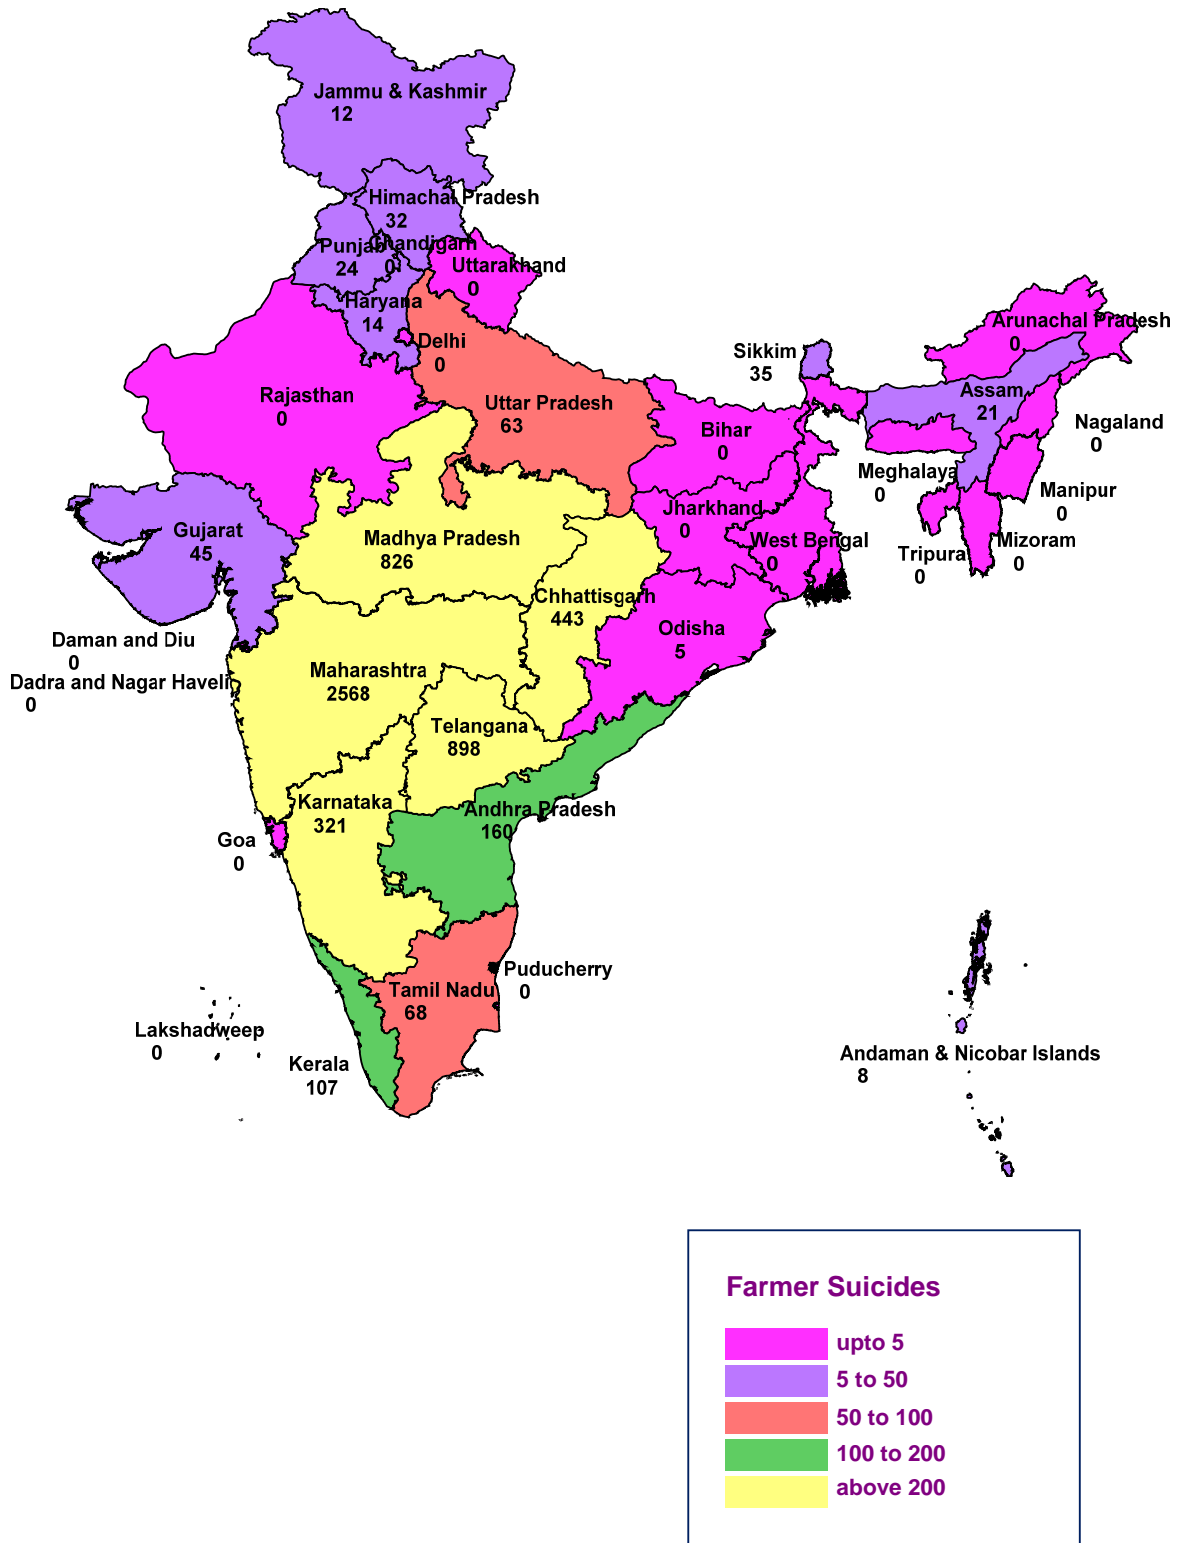 Jammu & Kashmir
12
Himachal Pradesh
32
Punjab
24
Chandigarh
0
Uttarakhand
0
Haryana
14
Delhi
0
Arunachal Pradesh
0
Sikkim
35
Rajasthan
0
Uttar Pradesh
63
Assam
21
Bihar
0
Nagaland
0
Meghalaya
0
Manipur
0
Jharkhand
0
Gujarat
45
Madhya Pradesh
826
West Bengal
0
Tripura
0
Mizoram
0
Chhattisgarh
443
Odisha
5
Daman and Diu
0
Dadra and Nagar Haveli
0
Maharashtra
2568
Telangana
898
Karnataka
321
Andhra Pradesh
160
Goa
0
Puducherry
0
Tamil Nadu
68
Lakshadweep
0
Kerala
107
Andaman & Nicobar Islands
8
Farmer Suicides
upto 5
5 to 50
50 to 100
100 to 200
above 200